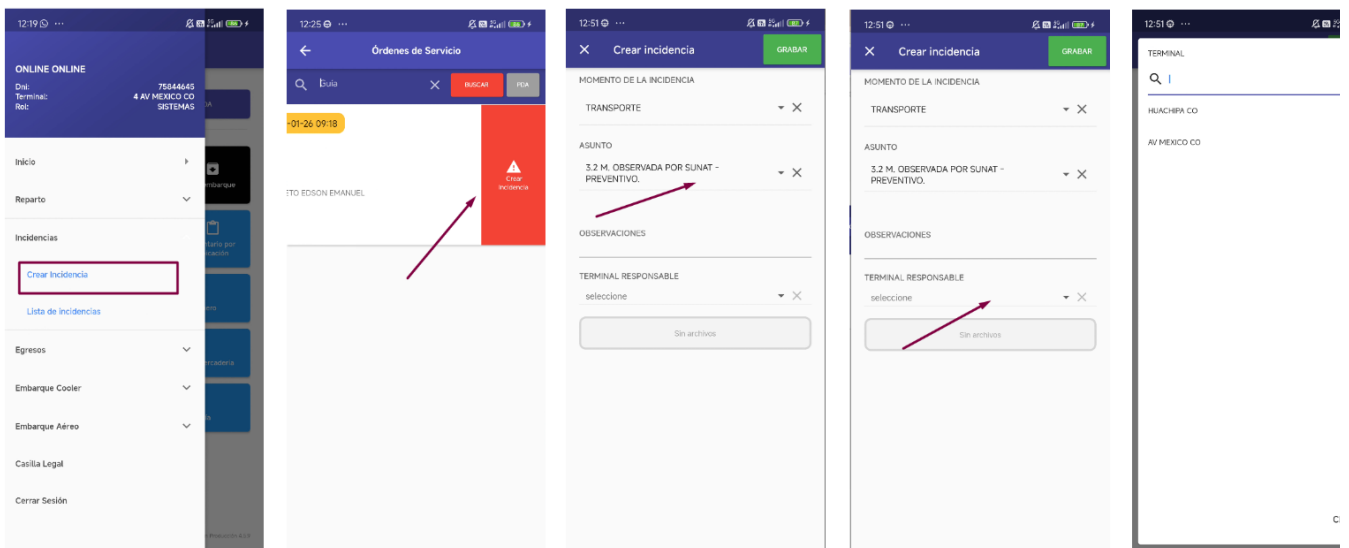 12:19 ···
ONLINE ONLINE
Dni: 75844645
Terminal: 4 AV MEXICO CO
Rol: SISTEMAS
Inicio
Reparto
Incidencias
Crear Incidencia
Lista de Incidencias
Egresos
Embarque Cooler
Embarque Aéreo
Casilla Legal
Cerrar Sesión
12:25 ···
Órdenes de Servicio
Guia
BUSCAR
PDA
-01-26 09:18
Crear
Incidencia
ETO EDSON EMANUEL
12:51 ···
Crear incidencia
GRABAR
MOMENTO DE LA INCIDENCIA
TRANSPORTE
ASUNTO
3.2 M. OBSERVADA POR SUNAT -
PREVENTIVO.
OBSERVACIONES
TERMINAL RESPONSABLE
seleccione
Sin archivos
12:51 ···
Crear incidencia
GRABAR
MOMENTO DE LA INCIDENCIA
TRANSPORTE
ASUNTO
3.2 M. OBSERVADA POR SUNAT -
PREVENTIVO.
OBSERVACIONES
TERMINAL RESPONSABLE
seleccione
Sin archivos
12:51 ···
TERMINAL
HUACHIPA CO
AV MEXICO CO